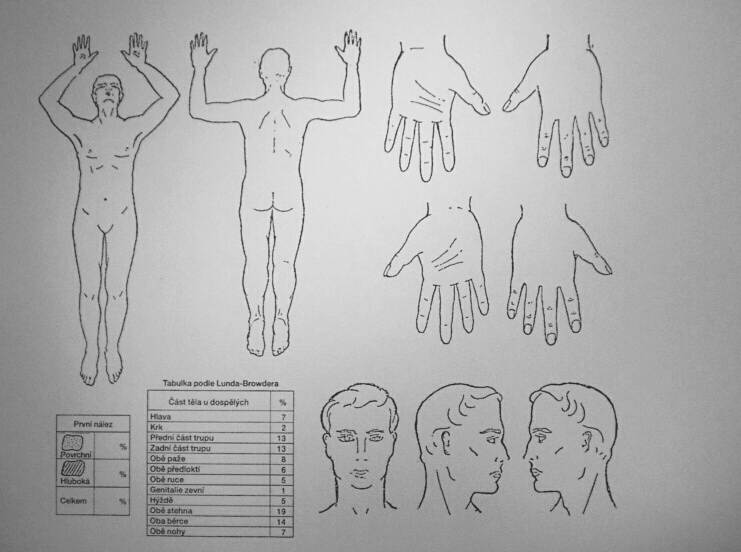 Tabulka podle Lunda-Browdera
Část těla u dospělých %
Hlava 7
Krk 2
Přední část trupu 13
Zadní část trupu 13
Obě paže 8
Obě předloktí 6
Obě ruce 5
Genitalie zevní 1
Hýždě 5
Obě stehna 19
Oba bérce 14
Obě nohy 7
První nález
Povrchní %
Hluboká %
Celkem %